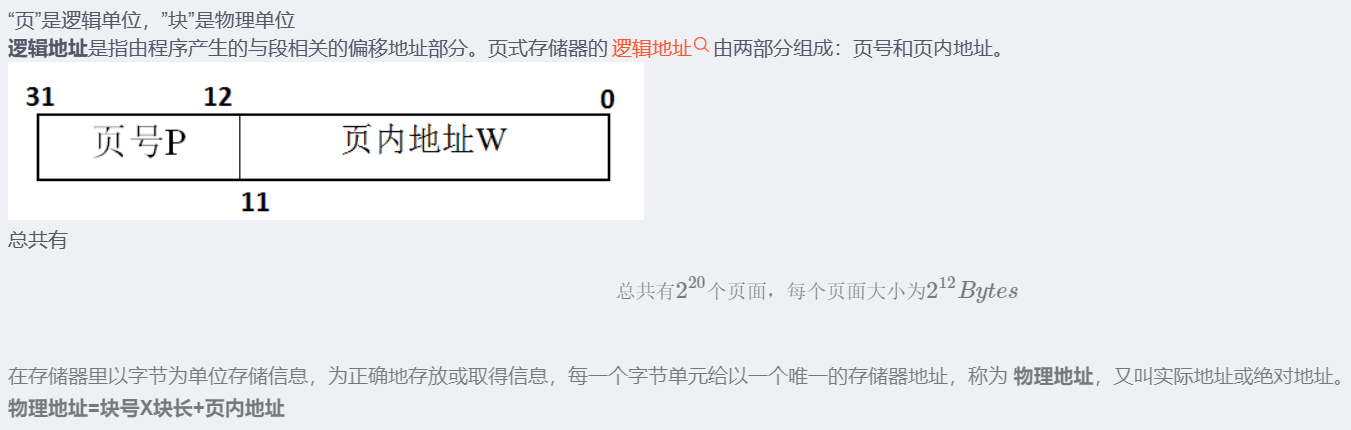 “页”是逻辑单位，”块”是物理单位
逻辑地址是指由程序产生的与段相关的偏移地址部分。页式存储器的 逻辑地址 由两部分组成：页号和页内地址。
31 12 0
页号P 页内地址W
11
总共有
总共有2^20个页面，每个页面大小为2^12Bytes
在存储器里以字节为单位存储信息，为正确地存放或取得信息，每一个字节单元给以一个唯一的存储器地址，称为 物理地址，又叫实际地址或绝对地址。
物理地址=块号X块长+页内地址